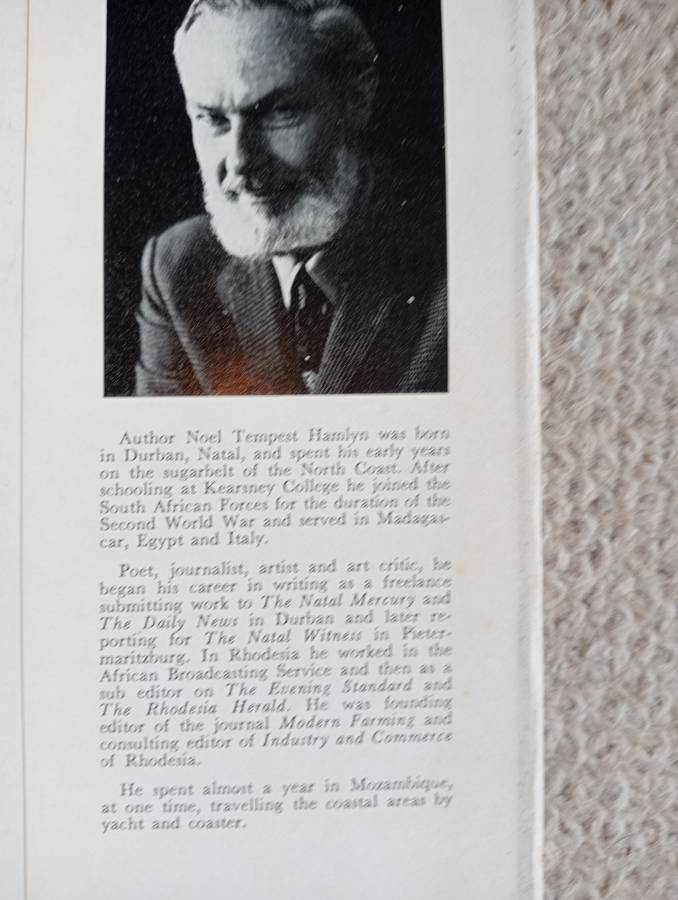 Author Noel Tempest Hamlyn was born
in Durban, Natal, and spent his early years
on the sugarbelt of the North Coast. After
schooling at Kearsney College he joined the
South African Forces for the duration of the
Second World War and served in Madagas-
car, Egypt and Italy.
Poet, journalist, artist and art critic, he
began his career in writing as a freelance
submitting work to The Natal Mercury and
The Daily News in Durban and later re-
porting for The Natal Witness in Pieter-
maritzburg. In Rhodesia he worked in the
African Broadcasting Service and then as a
sub editor on The Evening Standard and
The Rhodesia Herald. He was founding
editor of the journal Modern Farming and
consulting editor of Industry and Commerce
of Rhodesia.
He spent almost a year in Mozambique,
at one time, travelling the coastal areas by
yacht and coaster.